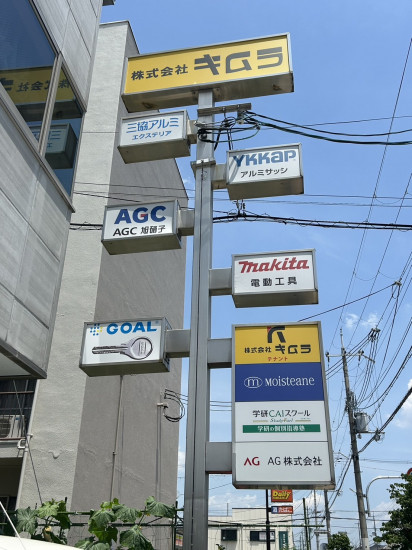 株式会社 キムラ
三協アルミ
エクステリア
YKKAP
アルミサッシ
AGC
AGC 旭硝子
Makita
電動工具
GOAL
株式会社 キムラ
テナント
Moisteane
学研CAIスクール
学研の個別指導塾
AG AG株式会社
Daily